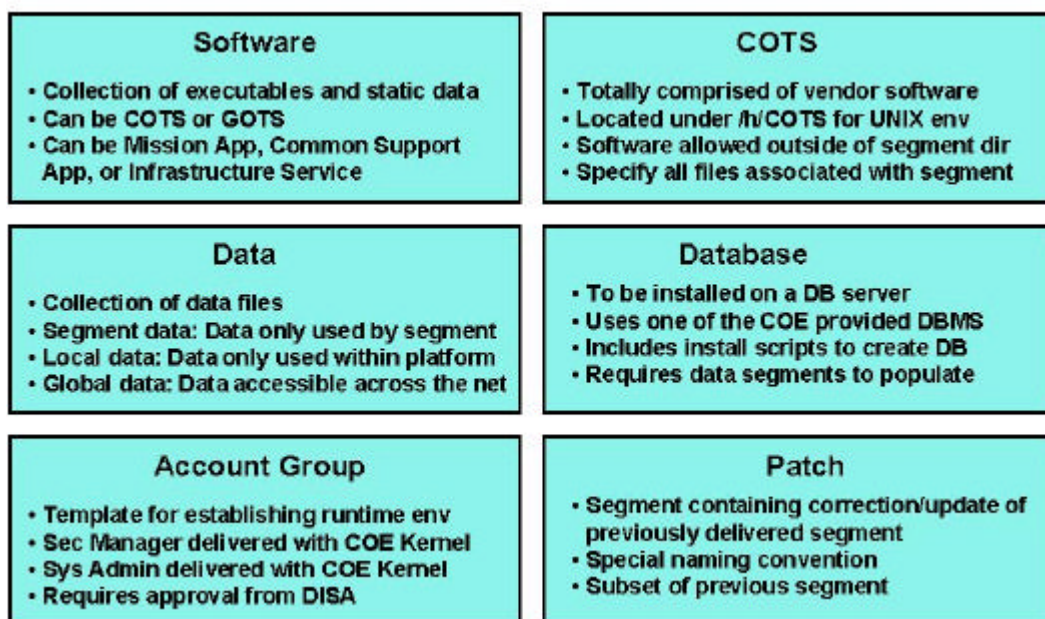 Software
• Collection of executables and static data
• Can be COTS or GOTS
• Can be Mission App, Common Support
App, or Infrastructure Service
COTS
• Totally comprised of vendor software
• Located under /h/COTS for UNIX env
• Software allowed outside of segment dir
• Specify all files associated with segment
Data
• Collection of data files
• Segment data: Data only used by segment
• Local data: Data only used within platform
• Global data: Data accessible across the net
Database
• To be installed on a DB server
• Uses one of the COE provided DBMS
• Includes install scripts to create DB
• Requires data segments to populate
Account Group
• Template for establishing runtime env
• Sec Manager delivered with COE Kernel
• Sys Admin delivered with COE Kernel
• Requires approval from DISA
Patch
• Segment containing correction/update of
previously delivered segment
• Special naming convention
• Subset of previous segment